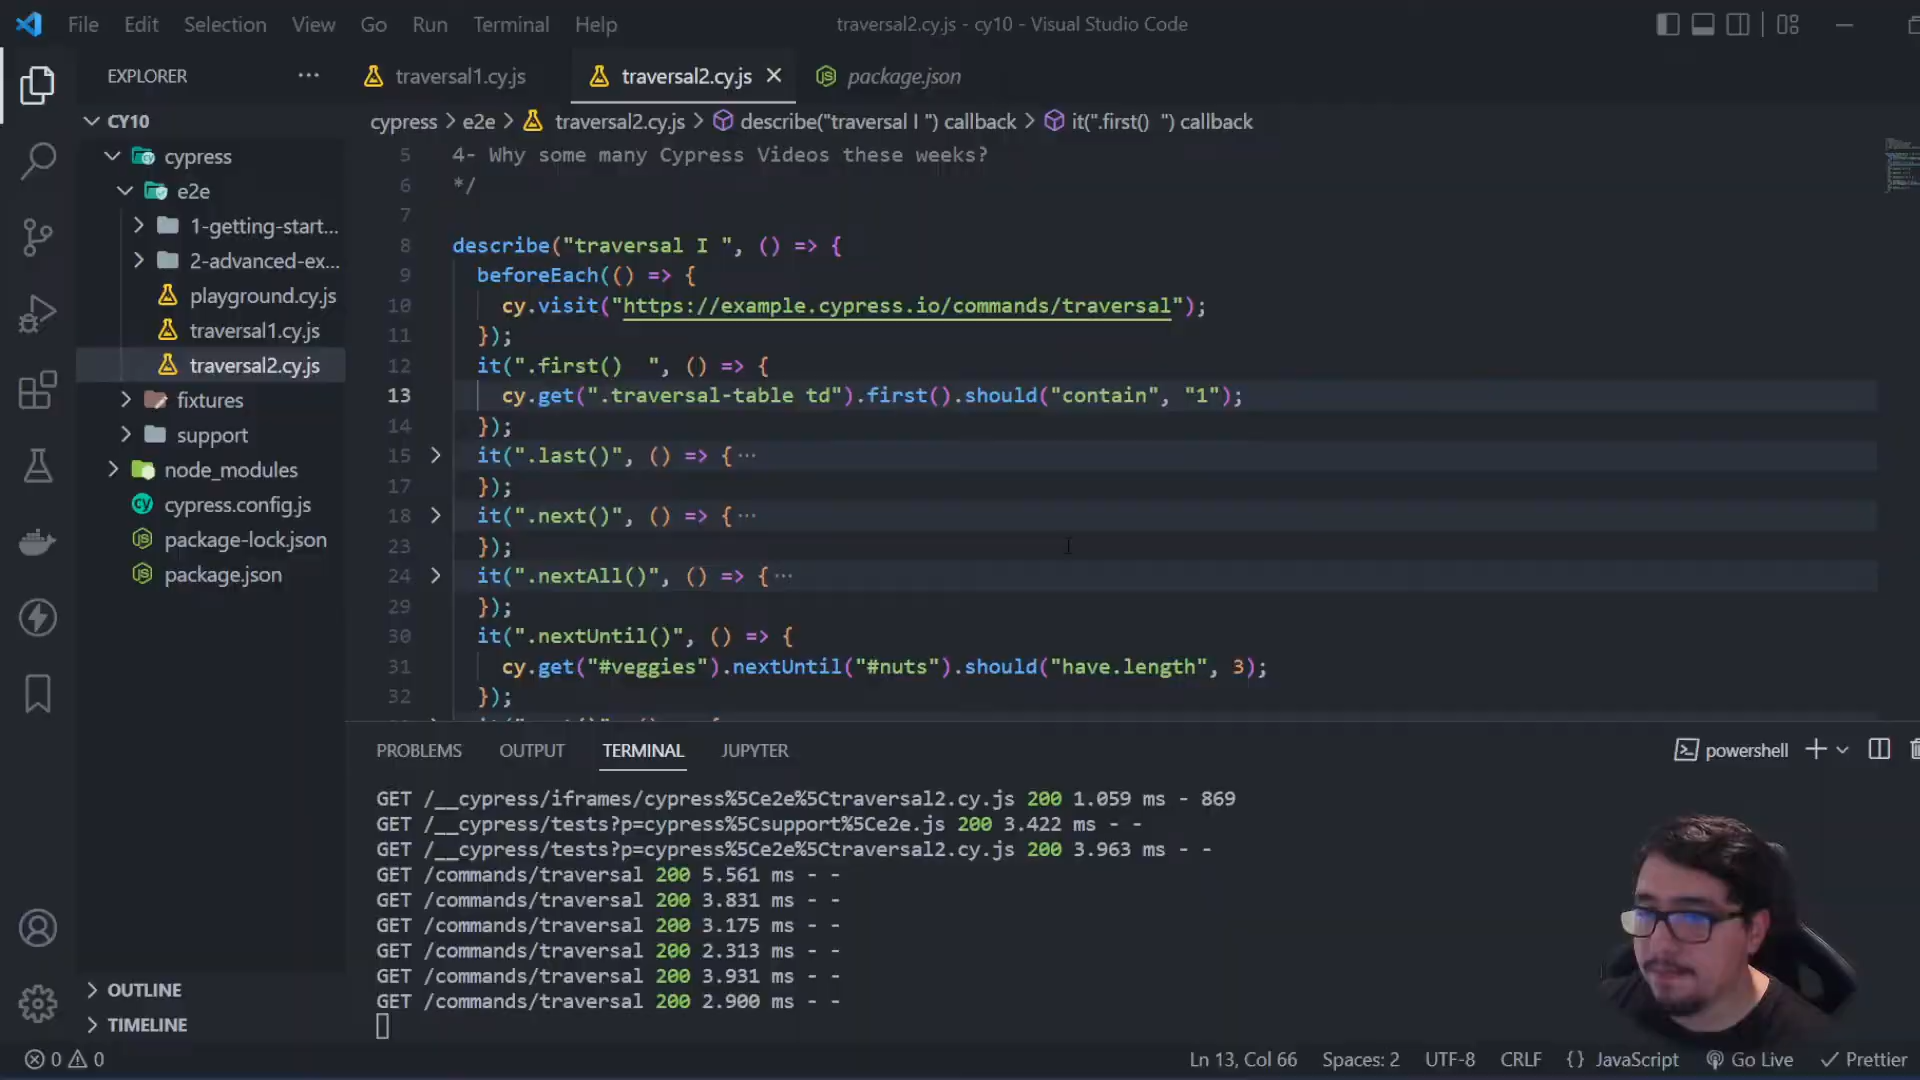 File Edit Selection View Go Run Terminal Help
traversal2.cy.js - cy10 - Visual Studio Code
EXPLORER
CY10
cypress
e2e
1-getting-start...
2-advanced-ex...
playground.cy.js
traversal1.cy.js
traversal2.cy.js
fixtures
support
node_modules
cypress.config.js
package-lock.json
package.json
OUTLINE
TIMELINE
traversal1.cy.js traversal2.cy.js package.json
cypress > e2e > traversal2.cy.js > describe("traversal I ") callback > it(".first()  ") callback
5 4- Why some many Cypress Videos these weeks?
6 */
7
8 describe("traversal I ", () => {
9 beforeEach(() => {
10 cy.visit("https://example.cypress.io/commands/traversal");
11 });
12 it(".first()  ", () => {
13 cy.get(".traversal-table td").first().should("contain", "1");
14 });
15 it(".last()", () => {···
17 });
18 it(".next()", () => {···
23 });
24 it(".nextAll()", () => {···
29 });
30 it(".nextUntil()", () => {
31 cy.get("#veggies").nextUntil("#nuts").should("have.length", 3);
32 });
PROBLEMS OUTPUT TERMINAL JUPYTER
powershell
GET /__cypress/iframes/cypress%5Ce2e%5Ctraversal2.cy.js 200 1.059 ms - 869
GET /__cypress/tests?p=cypress%5Csupport%5Ce2e.js 200 3.422 ms - -
GET /__cypress/tests?p=cypress%5Ce2e%5Ctraversal2.cy.js 200 3.963 ms - -
GET /commands/traversal 200 5.561 ms - -
GET /commands/traversal 200 3.831 ms - -
GET /commands/traversal 200 3.175 ms - -
GET /commands/traversal 200 2.313 ms - -
GET /commands/traversal 200 3.931 ms - -
GET /commands/traversal 200 2.900 ms - -
0 0
Ln 13, Col 66 Spaces: 2 UTF-8 CRLF {} JavaScript Go Live Prettier